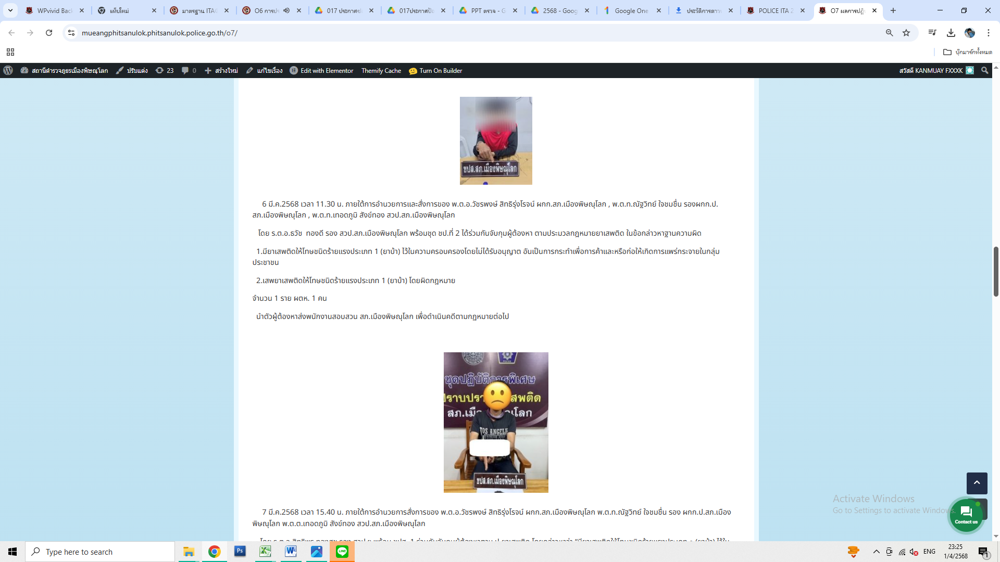 WPvivid Back
แท็บใหม่
มาตรฐาน ITA
O6 การปร
017 ประกาศ
017ประกาศ
PPT ตรวจ - G
2568 - Goog
Google One
ประวัติการดาว
POLICE ITA 2
O7 ผลการปฏิ
mueangphitsanulok.phitsanulok.police.go.th/o7/
บุ๊กมาร์กทั้งหมด
สถานีตำรวจภูธรเมืองพิษณุโลก
ปรับแต่ง
23
0
สร้างใหม่
แก้ไขเรื่อง
Edit with Elementor
Themify Cache
Turn On Builder
สวัสดี KANMUAY FXXXK
ชปส.สภ.เมืองพิษณุโลก
6 มี.ค.2568 เวลา 11.30 น. ภายใต้การอำนวยการและสั่งการของ พ.ต.อ.วัชรพงษ์ สิทธิรุ่งโรจน์ ผกก.สภ.เมืองพิษณุโลก , พ.ต.ท.ณัฐวิทย์ ใจชมชื่น รองผกก.ป.
สภ.เมืองพิษณุโลก , พ.ต.ท.เทอดภูมิ สังข์ทอง สวป.สภ.เมืองพิษณุโลก
โดย ร.ต.อ.ธวัช  ทองดี รอง สวป.สภ.เมืองพิษณุโลก พร้อมชุด ชป.ที่ 2 ได้ร่วมกันจับกุมผู้ต้องหา ตามประมวลกฎหมายยาเสพติด ในข้อกล่าวหาฐานความผิด
1.มียาเสพติดให้โทษชนิดร้ายแรงประเภท 1 (ยาบ้า) ไว้ในความครอบครองโดยไม่ได้รับอนุญาต อันเป็นการกระทำเพื่อการค้าและหรือก่อให้เกิดการแพร่กระจายในกลุ่ม
ประชาชน
2.เสพยาเสพติดให้โทษชนิดร้ายแรงประเภท 1 (ยาบ้า) โดยผิดกฎหมาย
จำนวน 1 ราย ผตห. 1 คน
นำตัวผู้ต้องหาส่งพนักงานสอบสวน สภ.เมืองพิษณุโลก เพื่อดำเนินคดีตามกฎหมายต่อไป
POLICE
ชุดปฏิบัติการพิเศษ
ปราบปรา สพติด
สภ.เมือ ณุโลก
LOS ANGELE
ชปส.สภ.เมืองพิษณุโลก
7 มี.ค.2568 เวลา 15.40 น. ภายใต้การอำนวยการสั่งการของ พ.ต.อ.วัชรพงษ์ สิทธิรุ่งโรจน์ ผกก.สภ.เมืองพิษณุโลก พ.ต.ท.ณัฐวิทย์ ใจชมชื่น รอง ผกก.ป.สภ.เมือง
พิษณุโลก พ.ต.ต.เทอดภูมิ สังข์ทอง สวป.สภ.เมืองพิษณุโลก
Activate Windows
Go to Settings to activate Windows.
Contact us
Type here to search
Ps
LINE
ENG
23:25
1/4/2568
1